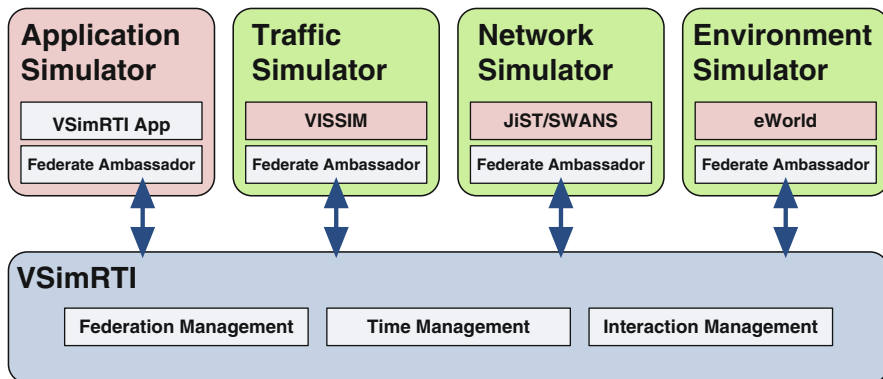 Application
Simulator
VSimRTI App
Federate Ambassador
Traffic
Simulator
VISSIM
Federate Ambassador
Network
Simulator
JiST/SWANS
Federate Ambassador
Environment
Simulator
eWorld
Federate Ambassador
VSimRTI
Federation Management
Time Management
Interaction Management